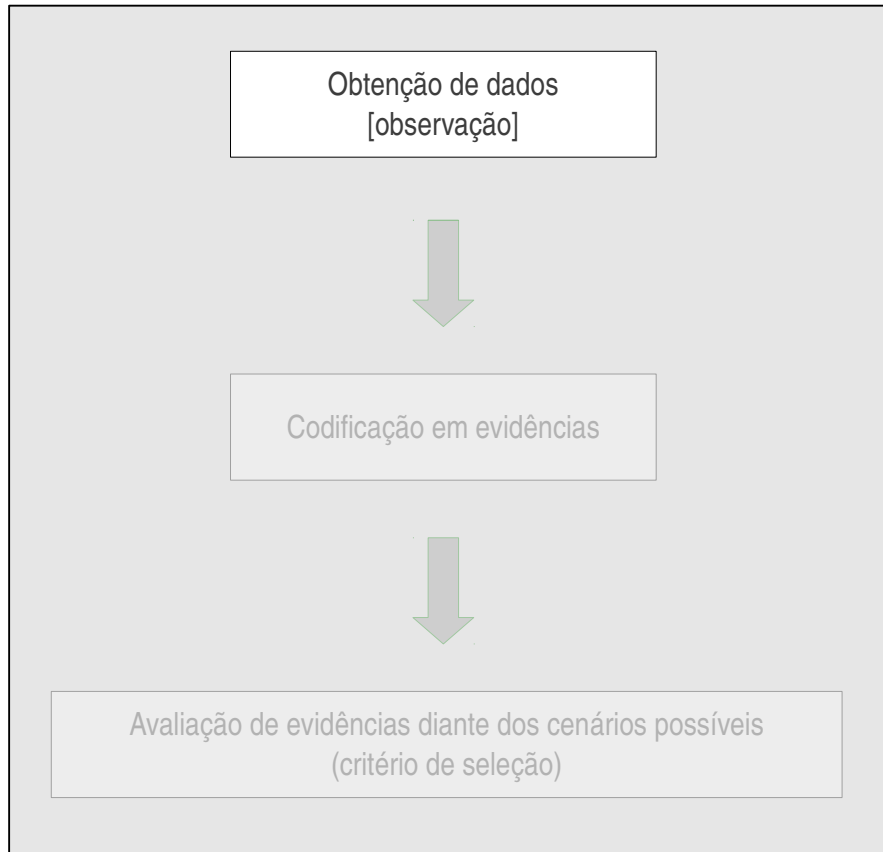 Obtenção de dados
[observação]
Codificação em evidências
Avaliação de evidências diante dos cenários possíveis
(critério de seleção)